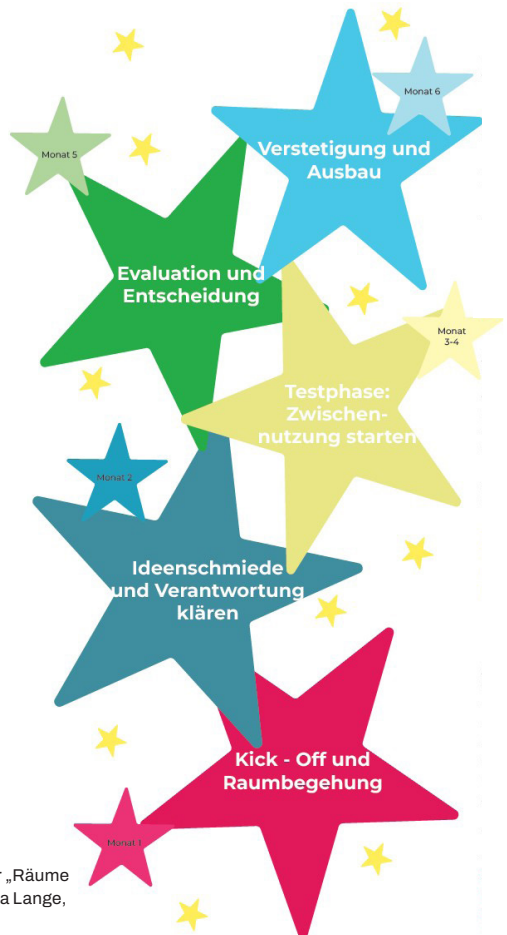 Monat 6
Verstetigung und
Ausbau
Monat 5
Evaluation und
Entscheidung
Monat
3-4
Testphase:
Zwischen-
nutzung starten
Monat 2
Ideenschmiede
und Verantwortung
klären
Kick - Off und
Raumbegehung
Monat 1
„Räume
a Lange,